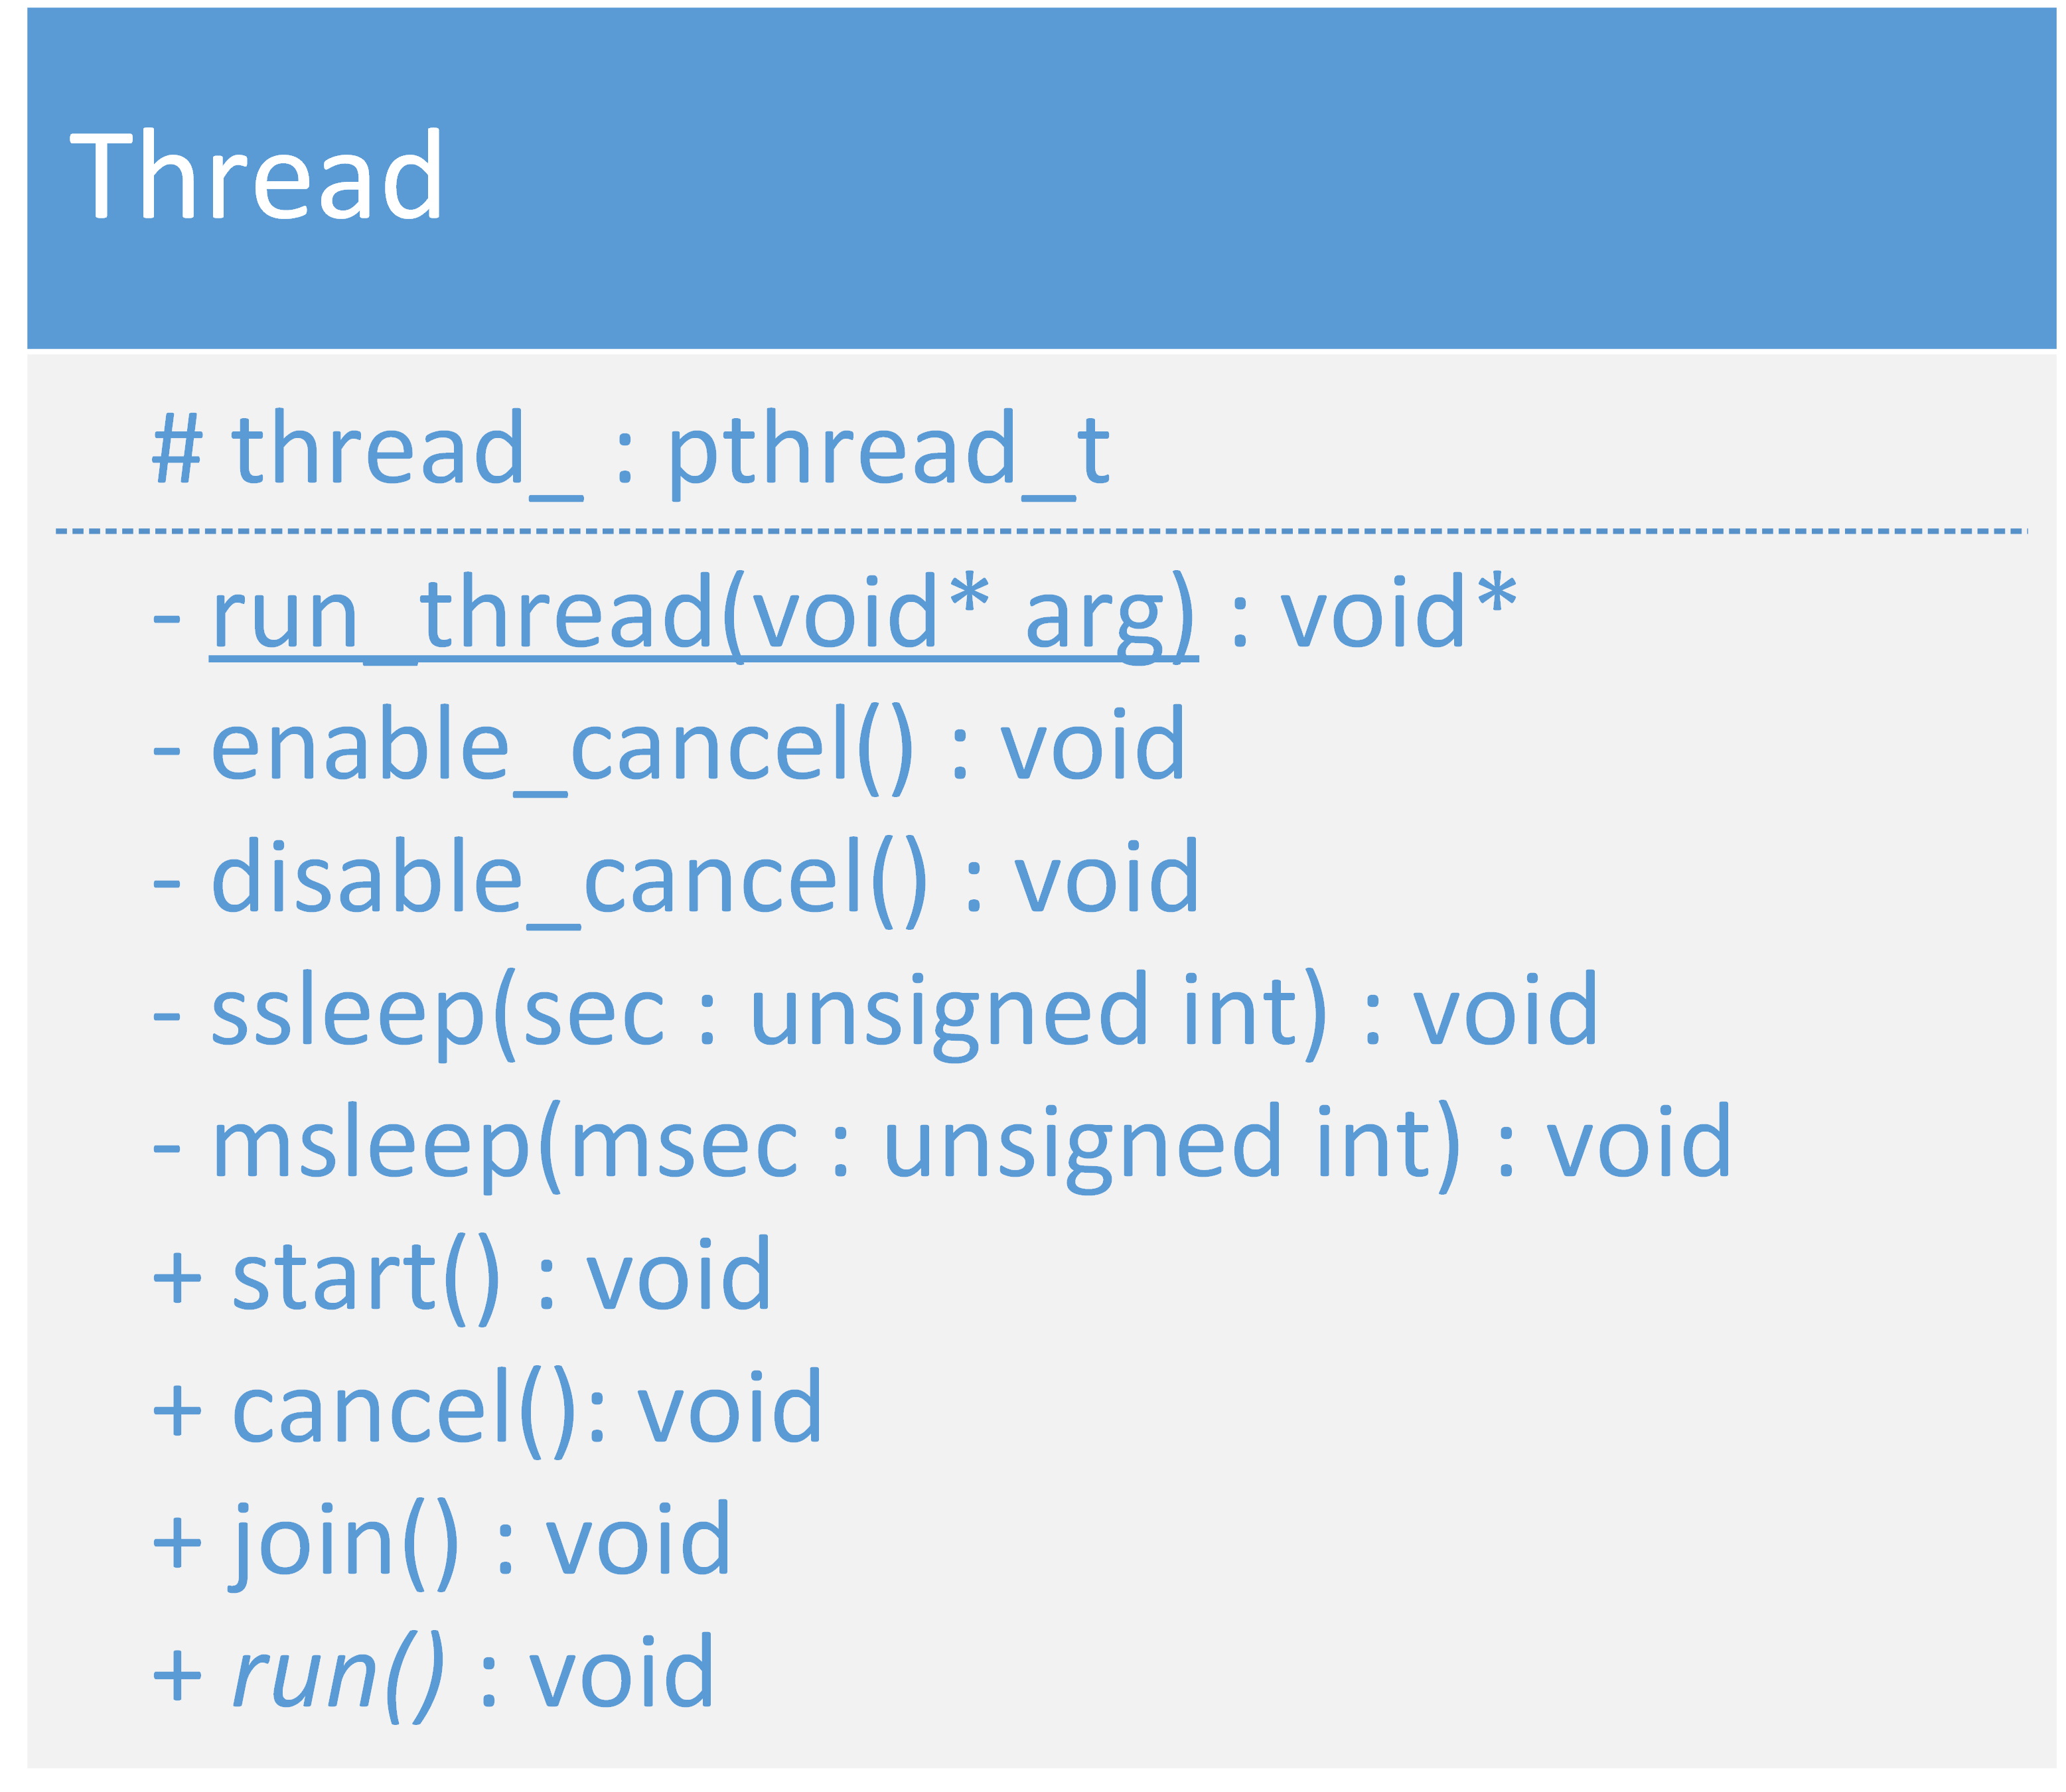 Thread
# thread_ : pthread_t
- run_thread(void* arg) : void*
- enable_cancel() : void
- disable_cancel() : void
- ssleep(sec : unsigned int) : void
- msleep(msec : unsigned int) : void
+ start() : void
+ cancel(): void
+ join() : void
+ run() : void